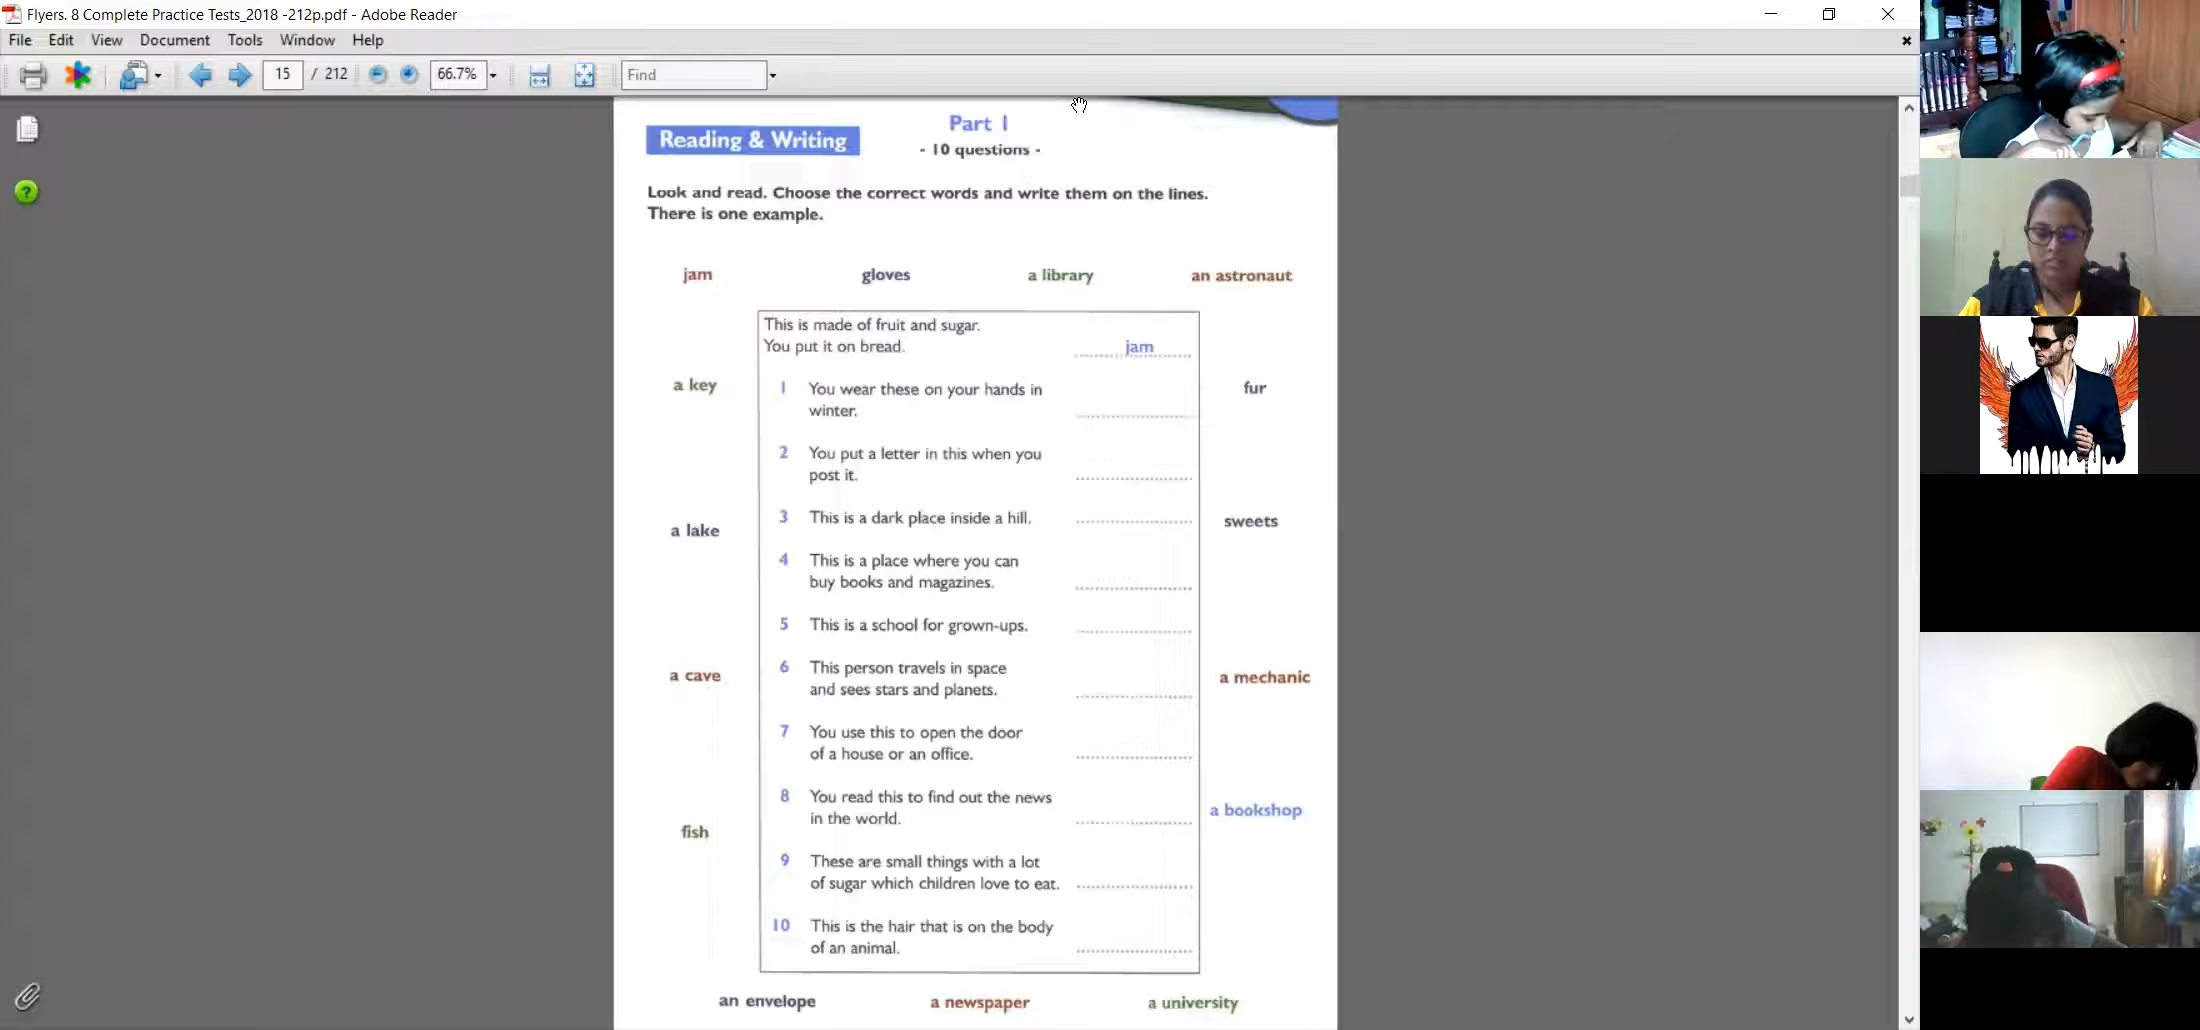 Flyers. 8 Complete Practice Tests_2018 -212p.pdf - Adobe Reader
File Edit View Document Tools Window Help
15 / 212 66.7% Find
Reading & Writing
Part 1
- 10 questions -
Look and read. Choose the correct words and write them on the lines.
There is one example.
jam gloves a library an astronaut
This is made of fruit and sugar.
You put it on bread. jam
a key
fur
1 You wear these on your hands in
winter.
2 You put a letter in this when you
post it.
3 This is a dark place inside a hill.
a lake
sweets
4 This is a place where you can
buy books and magazines.
5 This is a school for grown-ups.
6 This person travels in space
and sees stars and planets.
a cave
a mechanic
7 You use this to open the door
of a house or an office.
8 You read this to find out the news
in the world.
a bookshop
fish
9 These are small things with a lot
of sugar which children love to eat.
10 This is the hair that is on the body
of an animal.
an envelope a newspaper a university